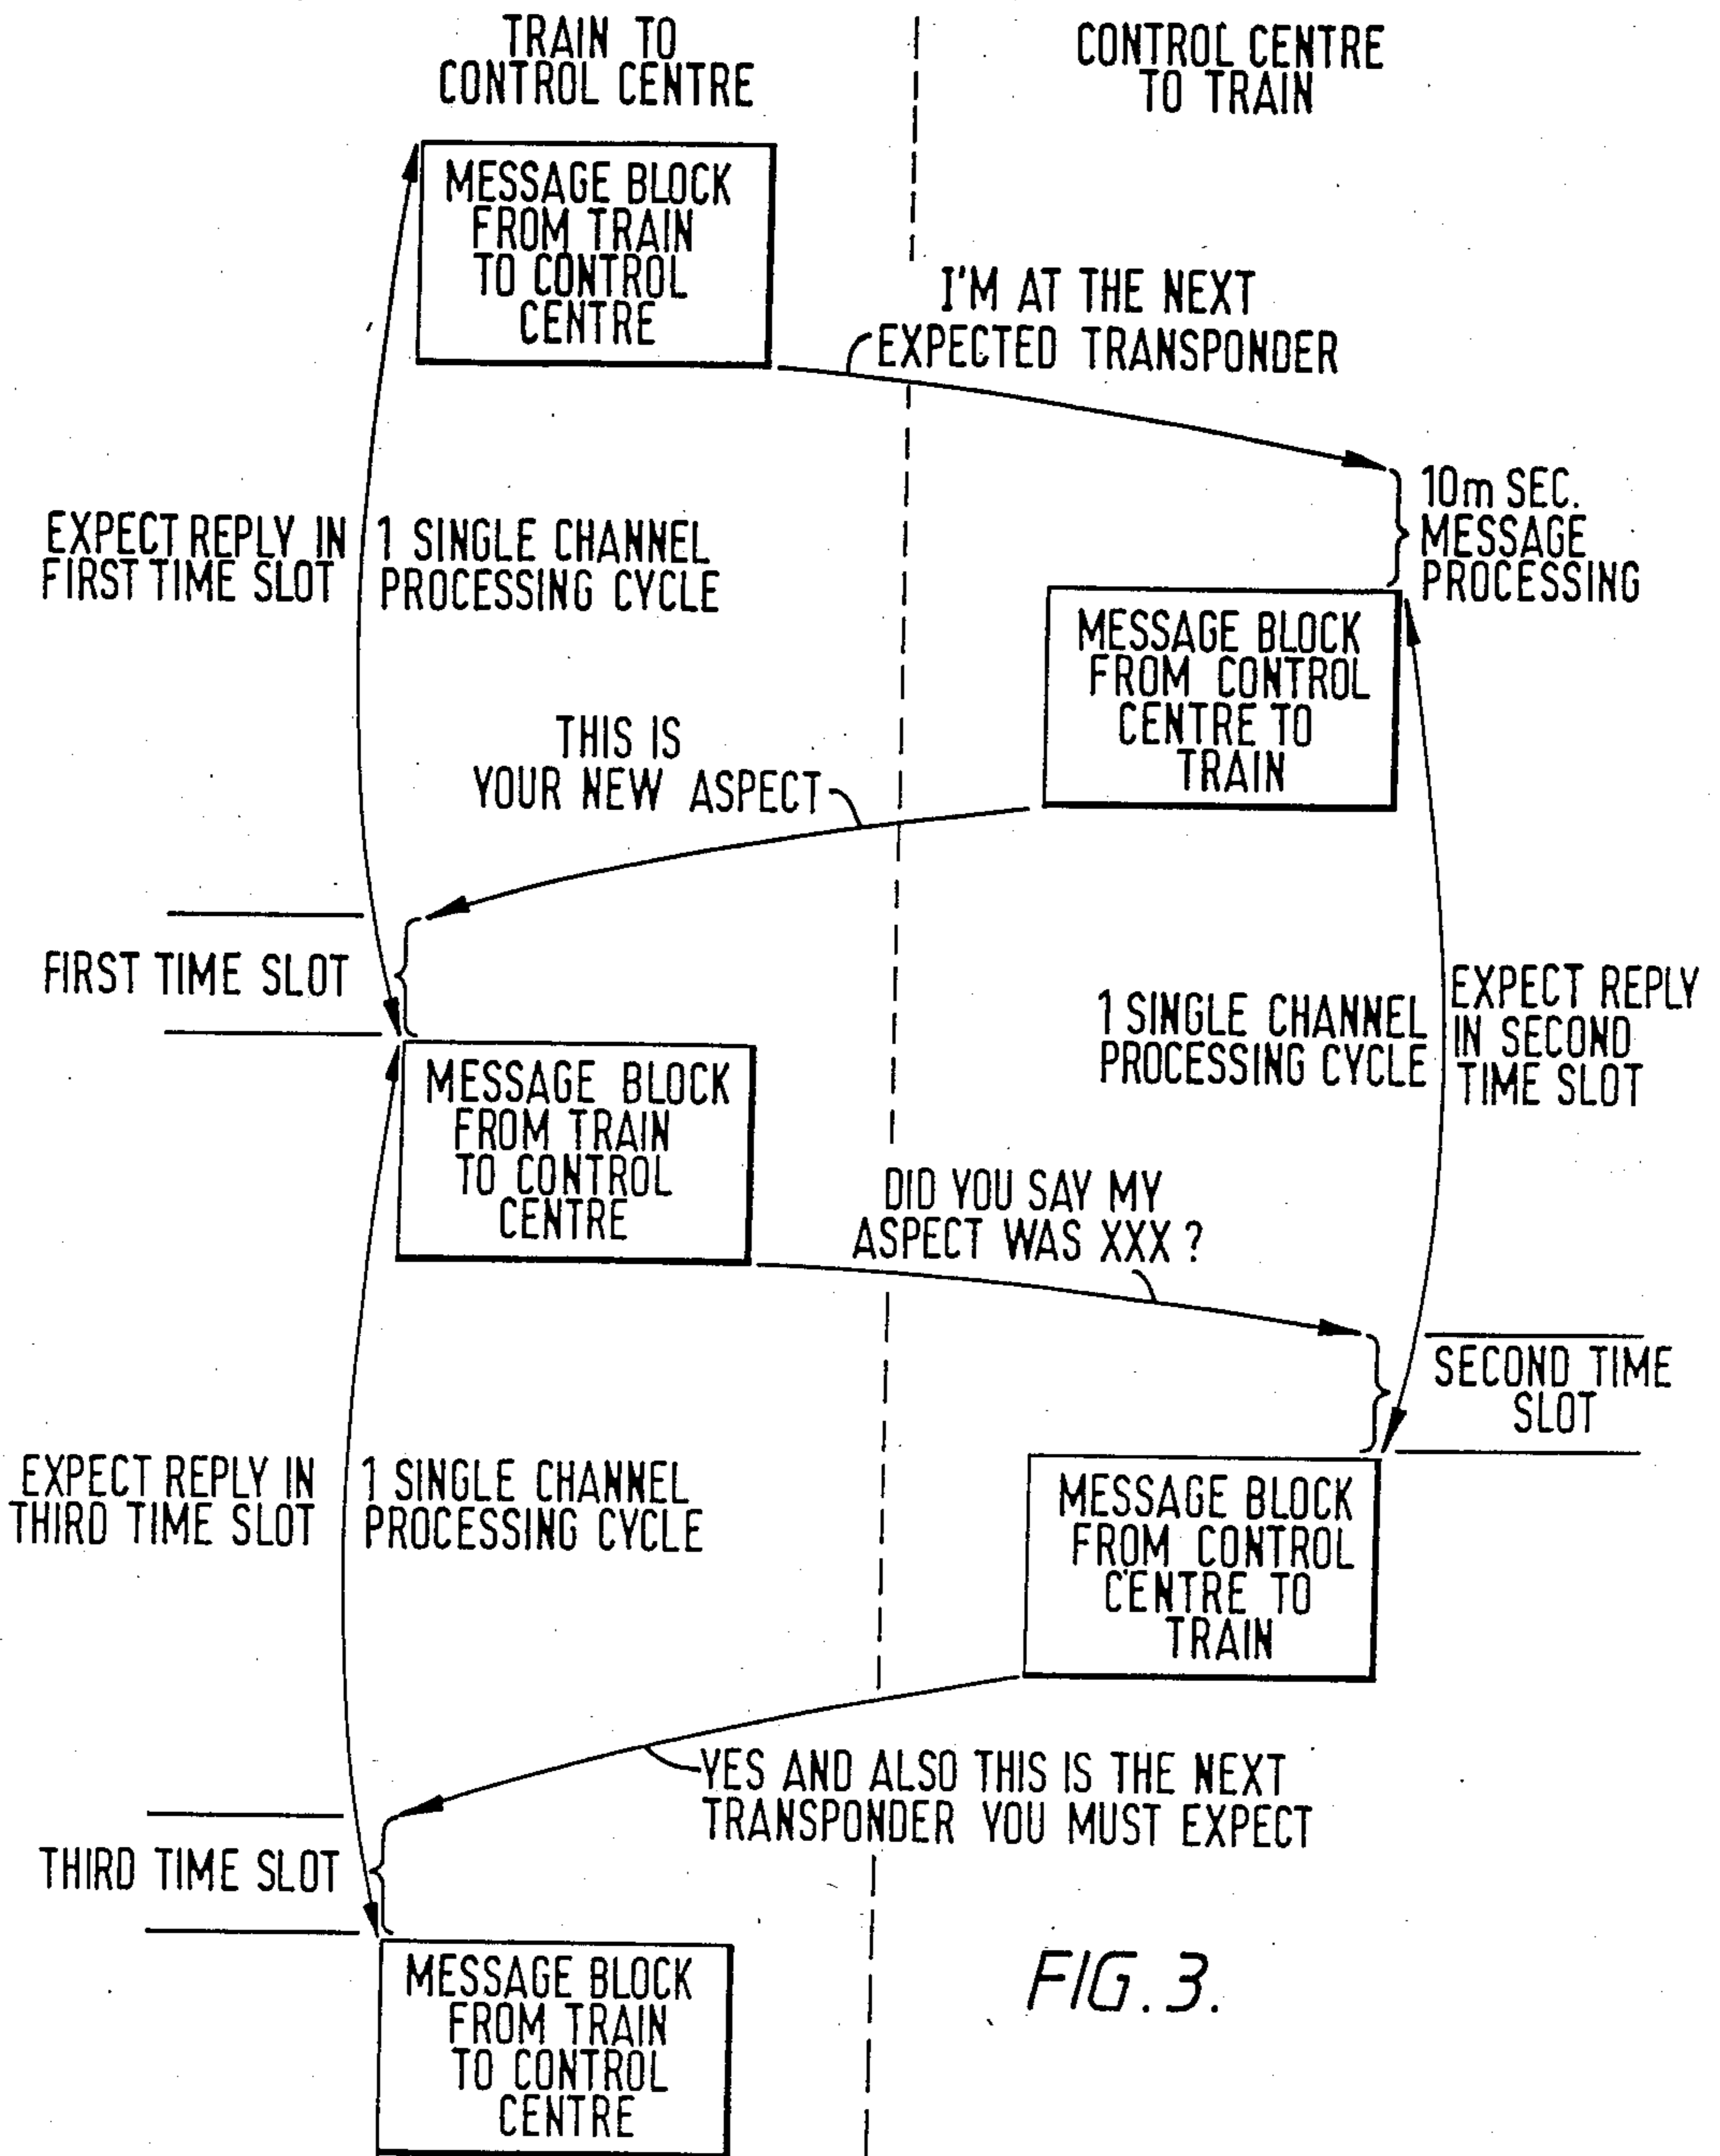 TRAIN TO
CONTROL CENTRE
CONTROL CENTRE
TO TRAIN
MESSAGE BLOCK
FROM TRAIN
TO CONTROL
CENTRE
I'M AT THE NEXT
EXPECTED TRANSPONDER
EXPECT REPLY IN
FIRST TIME SLOT
1 SINGLE CHANNEL
PROCESSING CYCLE
10m SEC.
MESSAGE
PROCESSING
MESSAGE BLOCK
FROM CONTROL
CENTRE TO
TRAIN
THIS IS
YOUR NEW ASPECT
FIRST TIME SLOT
1 SINGLE CHANNEL
PROCESSING CYCLE
EXPECT REPLY
IN SECOND
TIME SLOT
MESSAGE BLOCK
FROM TRAIN
TO CONTROL
CENTRE
DID YOU SAY MY
ASPECT WAS XXX ?
SECOND TIME
SLOT
EXPECT REPLY IN
THIRD TIME SLOT
1 SINGLE CHANNEL
PROCESSING CYCLE
MESSAGE BLOCK
FROM CONTROL
CENTRE TO
TRAIN
YES AND ALSO THIS IS THE NEXT
TRANSPONDER YOU MUST EXPECT
THIRD TIME SLOT
MESSAGE BLOCK
FROM TRAIN
TO CONTROL
CENTRE
FIG. 3.